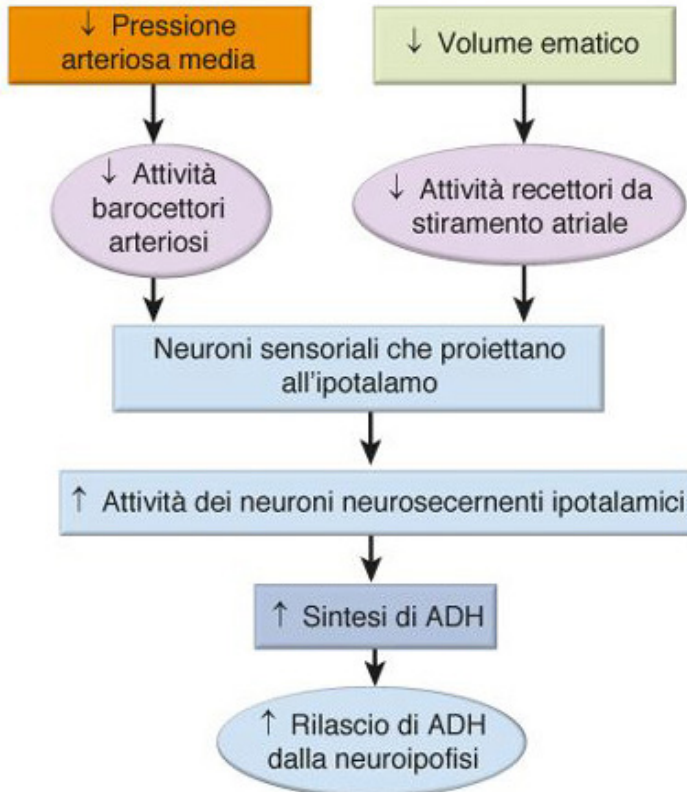 ↓ Pressione
arteriosa media
↓ Volume ematico
↓ Attività
barocettori
arteriosi
↓ Attività recettori da
stiramento atriale
Neuroni sensoriali che proiettano
all'ipotalamo
↑ Attività dei neuroni neurosecernenti ipotalamici
↑ Sintesi di ADH
↑ Rilascio di ADH
dalla neuroipofisi